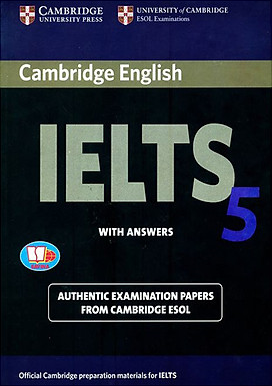 CAMBRIDGE
UNIVERSITY PRESS
UNIVERSITY of CAMBRIDGE
ESOL Examinations
Cambridge English
IELTS
5
WITH ANSWERS
AUTHENTIC EXAMINATION PAPERS
FROM CAMBRIDGE ESOL
Official Cambridge preparation materials for IELTS